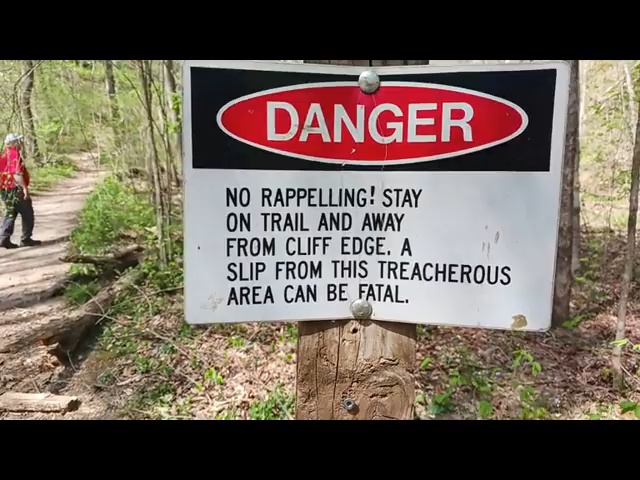 DANGER
NO RAPPELLING! STAY
ON TRAIL AND AWAY
FROM CLIFF EDGE. A
SLIP FROM THIS TREACHEROUS
AREA CAN BE FATAL.